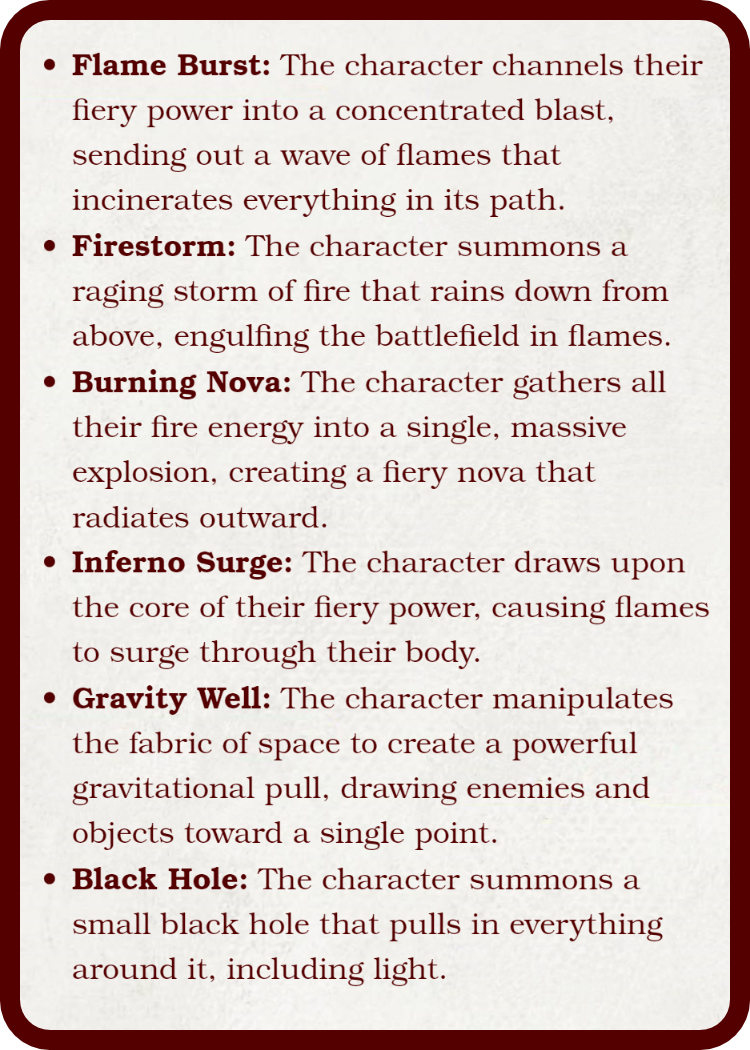 • Flame Burst: The character channels their
fiery power into a concentrated blast,
sending out a wave of flames that
incinerates everything in its path.
• Firestorm: The character summons a
raging storm of fire that rains down from
above, engulfing the battlefield in flames.
• Burning Nova: The character gathers all
their fire energy into a single, massive
explosion, creating a fiery nova that
radiates outward.
• Inferno Surge: The character draws upon
the core of their fiery power, causing flames
to surge through their body.
• Gravity Well: The character manipulates
the fabric of space to create a powerful
gravitational pull, drawing enemies and
objects toward a single point.
• Black Hole: The character summons a
small black hole that pulls in everything
around it, including light.